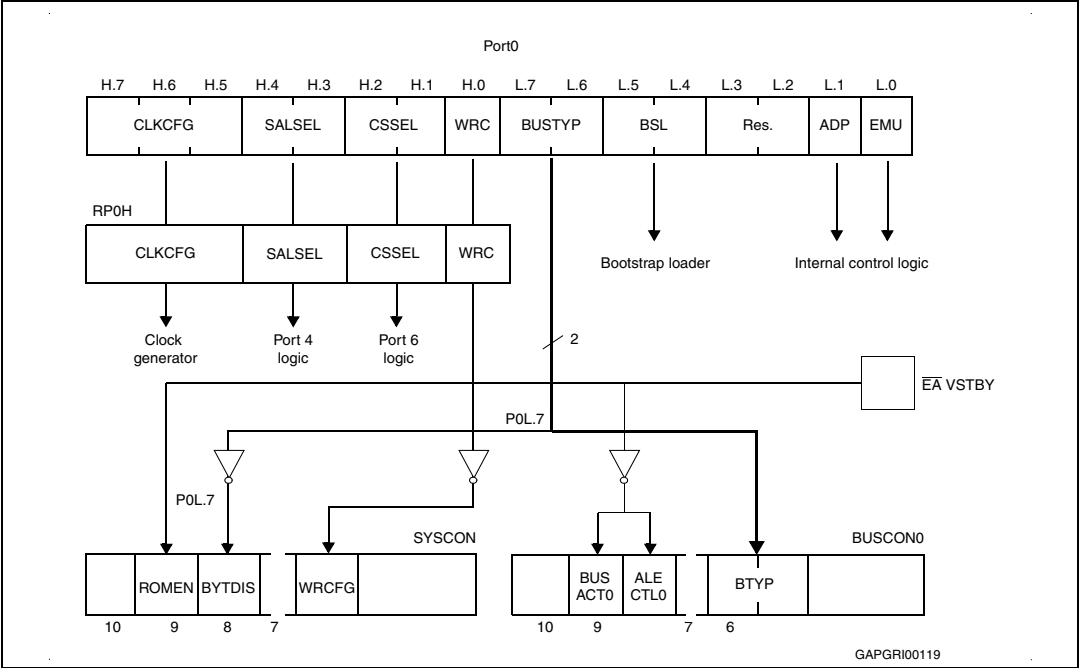 Port0
H.7 H.6 H.5 H.4 H.3 H.2 H.1 H.0 L.7 L.6 L.5 L.4 L.3 L.2 L.1 L.0
CLKCFG SALSEL CSSEL WRC BUSTYP BSL Res. ADP EMU
RP0H
CLKCFG SALSEL CSSEL WRC
Bootstrap loader Internal control logic
Clock generator
Port 4 logic
Port 6 logic
2
EA VSTBY
P0L.7
P0L.7
SYSCON BUSCON0
ROMEN BYTDIS WRCFG BUS ACT0 ALE CTL0 BTYP
10 9 8 7 10 9 7 6
GAPGRI00119